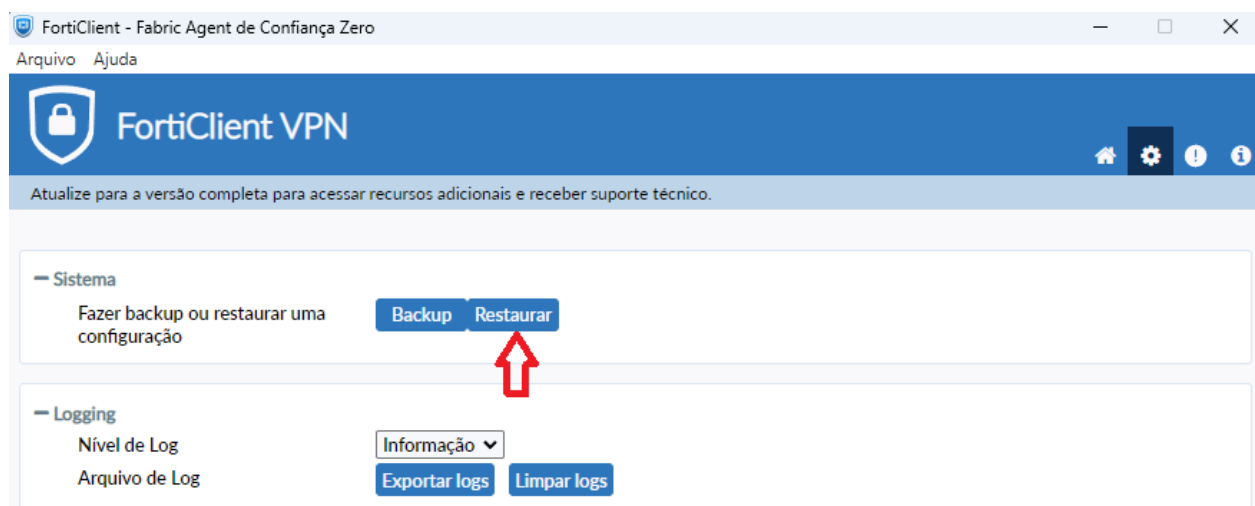 FortiClient - Fabric Agent de Confiança Zero
Arquivo Ajuda
FortiClient VPN
Atualize para a versão completa para acessar recursos adicionais e receber suporte técnico.
Sistema
Fazer backup ou restaurar uma configuração Backup Restaurar
Logging
Nível de Log Informação
Arquivo de Log Exportar logs Limpar logs